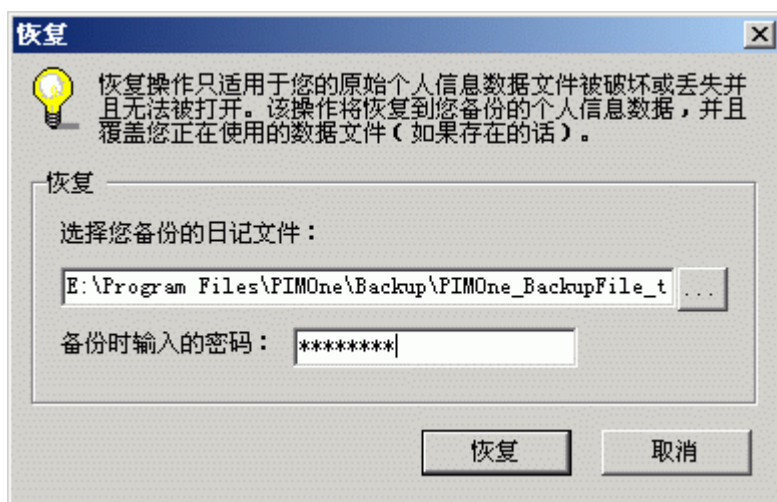 恢复
恢复操作只适用于您的原始个人信息数据文件被破坏或丢失并
且无法被打开。该操作将恢复到您备份的个人信息数据，并且
覆盖您正在使用的数据文件（如果存在的话）。
恢复
选择您备份的日记文件：
E:\Program Files\PIMOne\Backup\PIMOne_BackupFile_t
...
备份时输入的密码： ********
恢复 取消